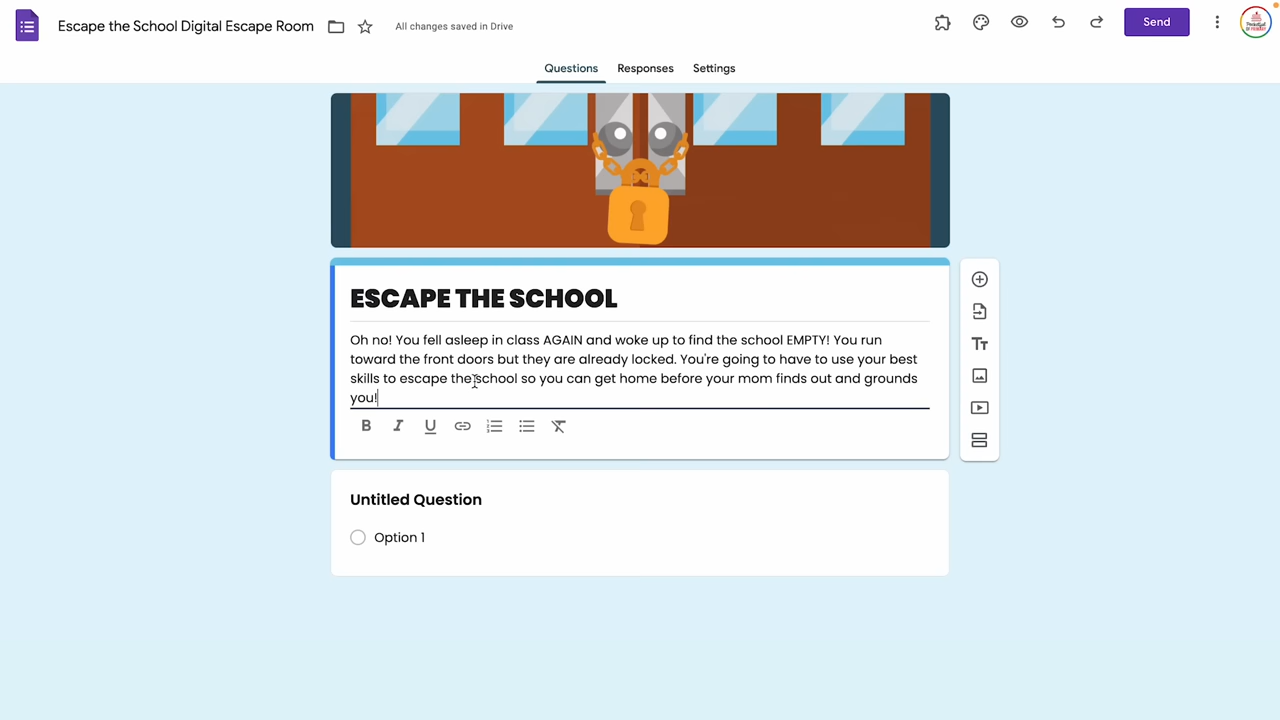 Escape the School Digital Escape Room
All changes saved in Drive
Send
Questions
Responses
Settings
ESCAPE THE SCHOOL
Oh no! You fell asleep in class AGAIN and woke up to find the school EMPTY! You run
toward the front doors but they are already locked. You're going to have to use your best
skills to escape the school so you can get home before your mom finds out and grounds
you!
B I U
Tt
Untitled Question
Option 1